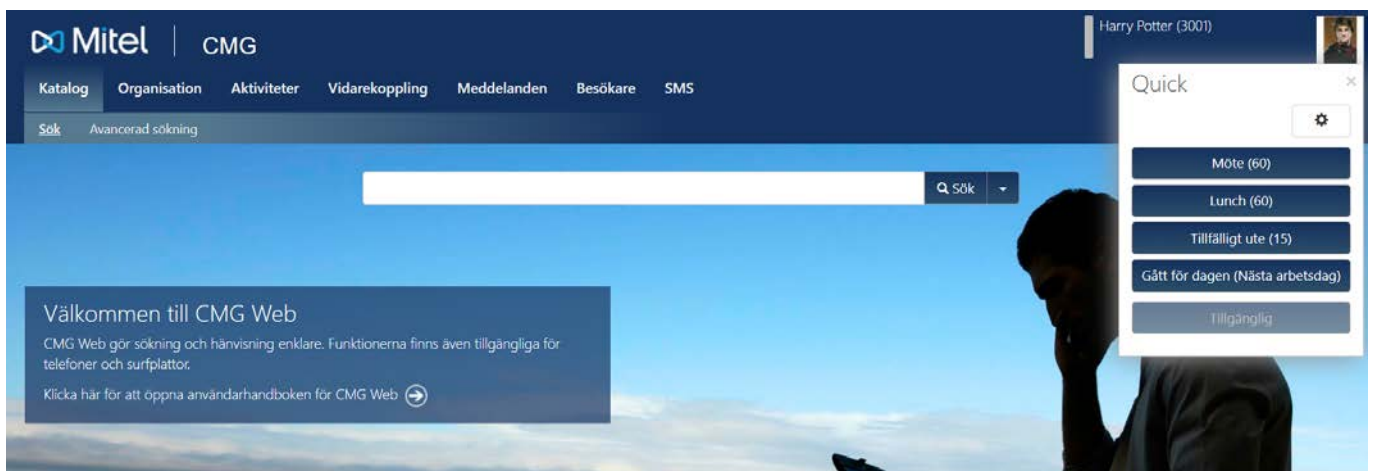 Mitel | CMG
Harry Potter (3001)
Katalog Organisation Aktiviteter Vidarekoppling Meddelanden Besökare SMS
Sök Avancerad sökning
Quick ×
Möte (60)
Lunch (60)
Tillfälligt ute (15)
Gått för dagen (Nästa arbetsdag)
Tillgänglig
Sök
Välkommen till CMG Web
CMG Web gör sökning och hänvisning enklare. Funktionerna finns även tillgängliga för
telefoner och surfplattor.
Klicka här för att öppna användarhandboken för CMG Web